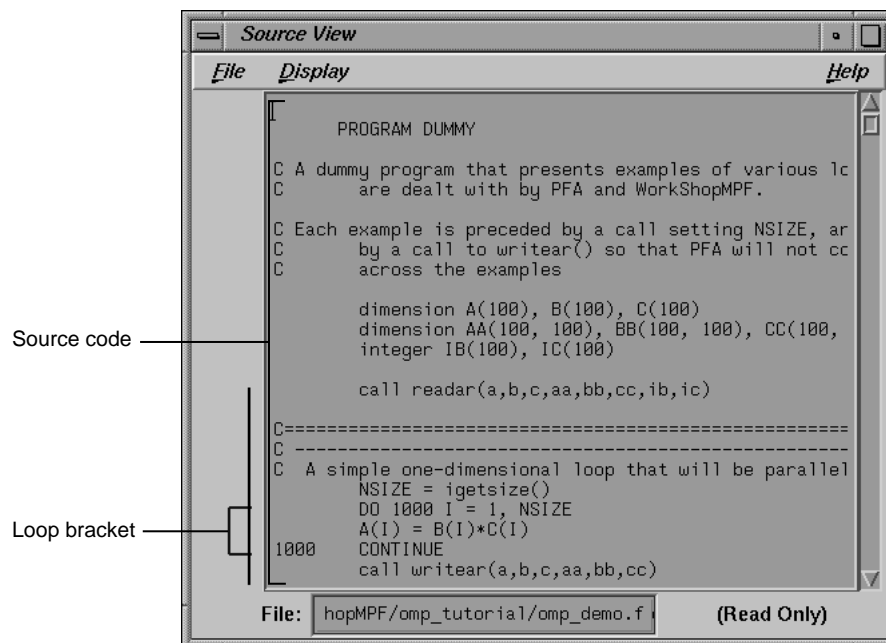 Source View
File Display Help
PROGRAM DUMMY
C A dummy program that presents examples of various lc
C are dealt with by PFA and WorkShopMPF.
C Each example is preceded by a call setting NSIZE, ar
C by a call to writear() so that PFA will not cc
C across the examples
dimension A(100), B(100), C(100)
dimension AA(100, 100), BB(100, 100), CC(100,
integer IB(100), IC(100)
Source code
call readar(a,b,c,aa,bb,cc,ib,ic)
C=====================================================
C ----------------------------------------------------
C A simple one-dimensional loop that will be parallel
NSIZE = igetsize()
DO 1000 I = 1, NSIZE
A(I) = B(I)*C(I)
Loop bracket
1000 CONTINUE
call writear(a,b,c,aa,bb,cc)
File: hopMPF/omp_tutorial/omp_demo.f (Read Only)